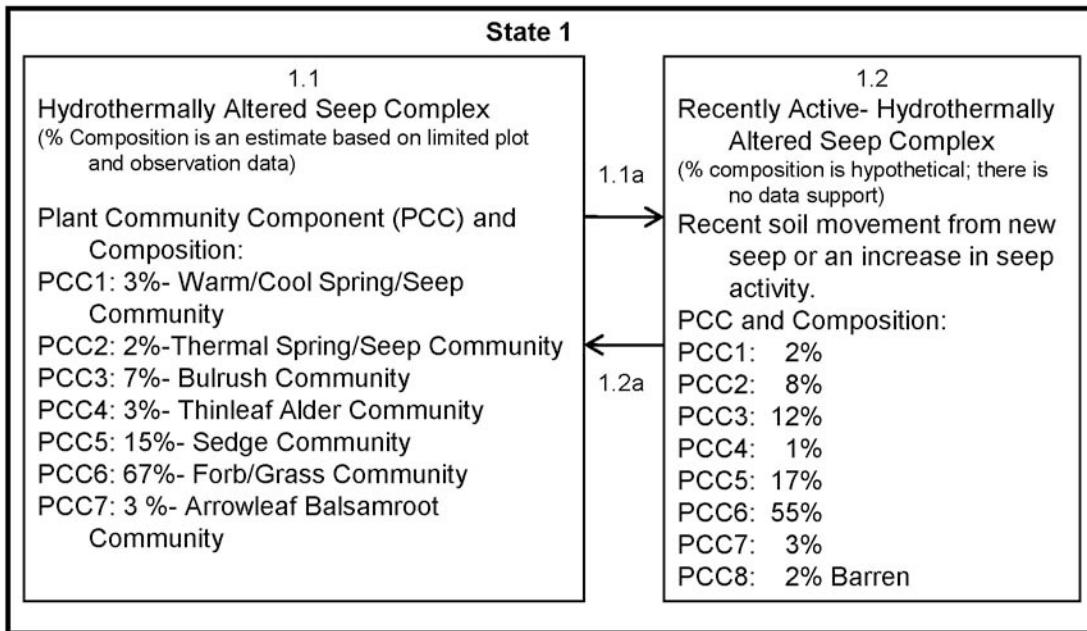 State 1
1.1
Hydrothermally Altered Seep Complex
(% Composition is an estimate based on limited plot
and observation data)
Plant Community Component (PCC) and
Composition:
PCC1: 3%- Warm/Cool Spring/Seep
Community
PCC2: 2%-Thermal Spring/Seep Community
PCC3: 7%- Bulrush Community
PCC4: 3%- Thinleaf Alder Community
PCC5: 15%- Sedge Community
PCC6: 67%- Forb/Grass Community
PCC7: 3 %- Arrowleaf Balsamroot
Community
1.1a
1.2a
1.2
Recently Active- Hydrothermally
Altered Seep Complex
(% composition is hypothetical; there is
no data support)
Recent soil movement from new
seep or an increase in seep
activity.
PCC and Composition:
PCC1: 2%
PCC2: 8%
PCC3: 12%
PCC4: 1%
PCC5: 17%
PCC6: 55%
PCC7: 3%
PCC8: 2% Barren